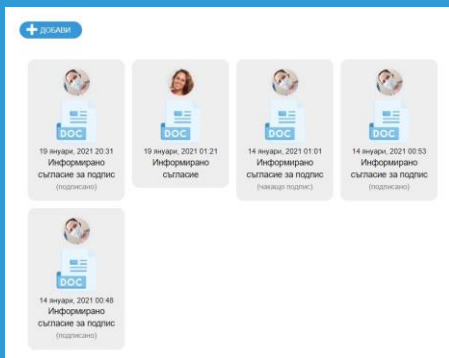 ДОБАВИ
DOC
19 януари, 2021 20:31
Информирано
съгласие за подпис
(подписано)
DOC
19 януари, 2021 01:21
Информирано
съгласие
DOC
14 януари, 2021 01:01
Информирано
съгласие за подпис
(чакащо подпис)
DOC
14 януари, 2021 00:53
Информирано
съгласие за подпис
(подписано)
DOC
14 януари, 2021 00:48
Информирано
съгласие за подпис
(подписано)